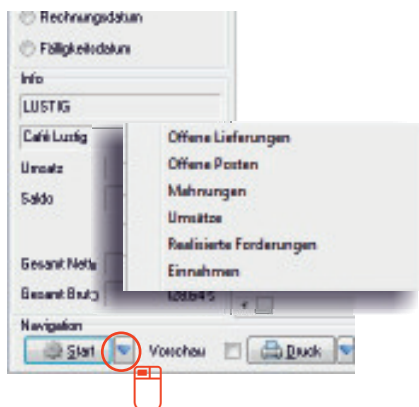 Rechnungsdatum
Fälligkeitsdatum
Info
LUSTIG
Café Lustig
Offene Lieferungen
Offene Posten
Umsatz
Mahnungen
Saldo
Umsätze
Realisierte Forderungen
Gesamt Netto
Einnahmen
Gesamt Brutto
€
Navigation
Start Vorschau Druck